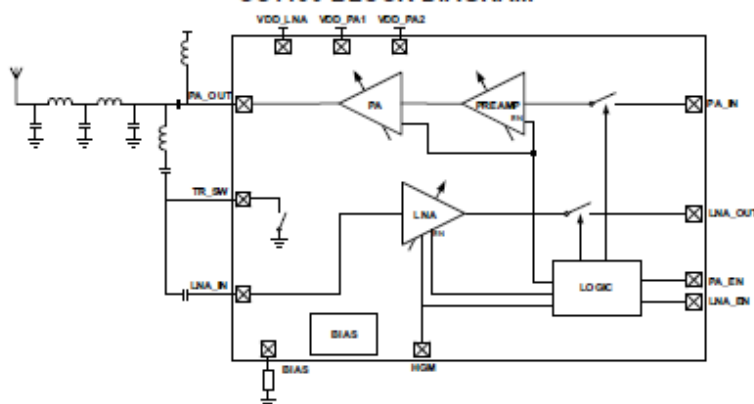 BLOCK DIAGRAM
VDD_LNA VDD_PA1 VDD_PA2
PA_OUT
PA
PREAMP
EN
PA_IN
TR_SW
LNA
EN
LNA_OUT
LNA_IN
LOGIC
PA_EN
LNA_EN
BIAS
BIAS
HGM